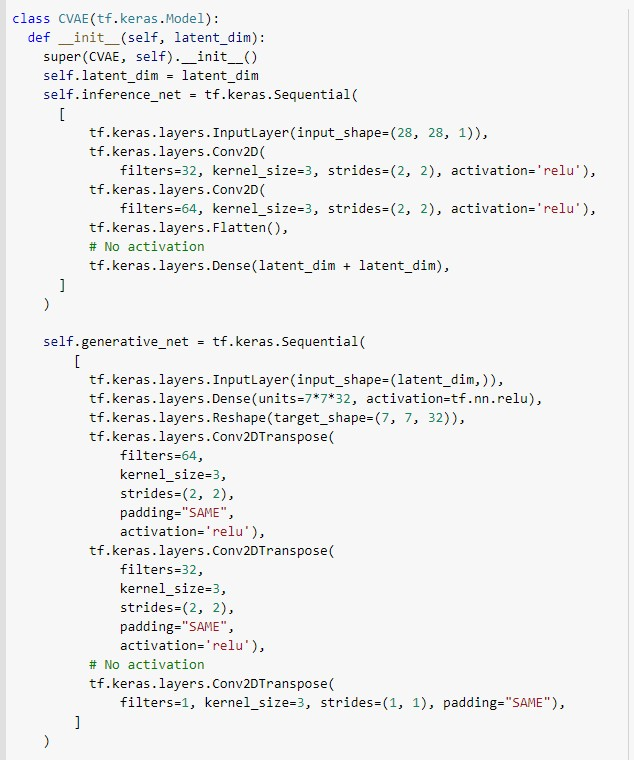 class CVAE(tf.keras.Model):
  def __init__(self, latent_dim):
    super(CVAE, self).__init__()
    self.latent_dim = latent_dim
    self.inference_net = tf.keras.Sequential(
      [
          tf.keras.layers.InputLayer(input_shape=(28, 28, 1)),
          tf.keras.layers.Conv2D(
              filters=32, kernel_size=3, strides=(2, 2), activation='relu'),
          tf.keras.layers.Conv2D(
              filters=64, kernel_size=3, strides=(2, 2), activation='relu'),
          tf.keras.layers.Flatten(),
          # No activation
          tf.keras.layers.Dense(latent_dim + latent_dim),
      ]
    )

    self.generative_net = tf.keras.Sequential(
        [
          tf.keras.layers.InputLayer(input_shape=(latent_dim,)),
          tf.keras.layers.Dense(units=7*7*32, activation=tf.nn.relu),
          tf.keras.layers.Reshape(target_shape=(7, 7, 32)),
          tf.keras.layers.Conv2DTranspose(
              filters=64,
              kernel_size=3,
              strides=(2, 2),
              padding="SAME",
              activation='relu'),
          tf.keras.layers.Conv2DTranspose(
              filters=32,
              kernel_size=3,
              strides=(2, 2),
              padding="SAME",
              activation='relu'),
          # No activation
          tf.keras.layers.Conv2DTranspose(
              filters=1, kernel_size=3, strides=(1, 1), padding="SAME"),
        ]
    )